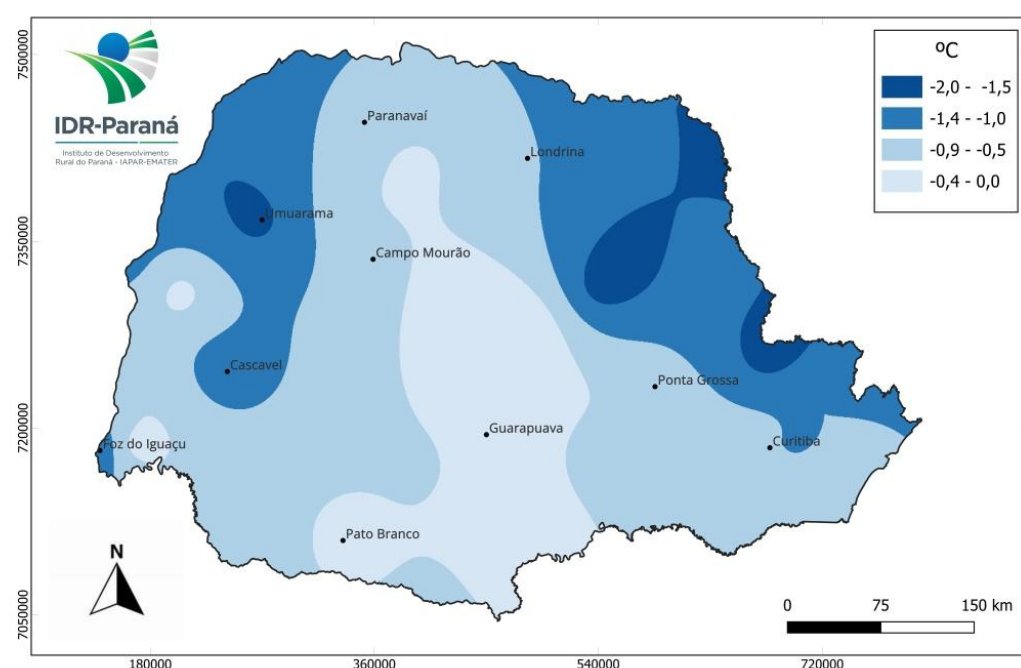 IDR-Paraná
Instituto de Desenvolvimento
Rural do Paraná - IAPAR-EMATER
ºC
-2,0 - -1,5
-1,4 - -1,0
-0,9 - -0,5
-0,4 - 0,0
7500000
7350000
7200000
7050000
Paranavaí
Londrina
Umuarama
Campo Mourão
Cascavel
Ponta Grossa
Guarapuava
Curitiba
Foz do Iguaçu
Pato Branco
N
0 75 150 km
180000 360000 540000 720000